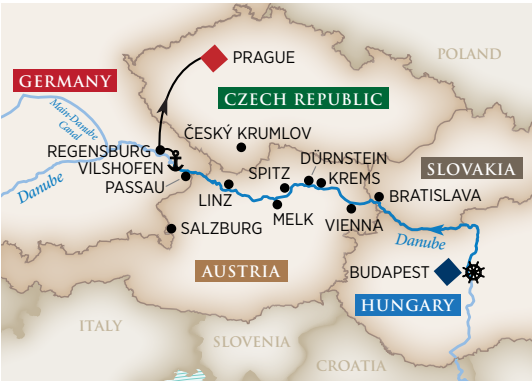 POLAND
PRAGUE
GERMANY
CZECH REPUBLIC
Main-Danube
Canal
ČESKÝ KRUMLOV
REGENSBURG
VILSHOFEN
PASSAU
Danube
DÜRNSTEIN
SPITZ
KREMS
SLOVAKIA
LINZ
BRATISLAVA
MELK
VIENNA
SALZBURG
Danube
AUSTRIA
BUDAPEST
HUNGARY
ITALY
SLOVENIA
CROATIA